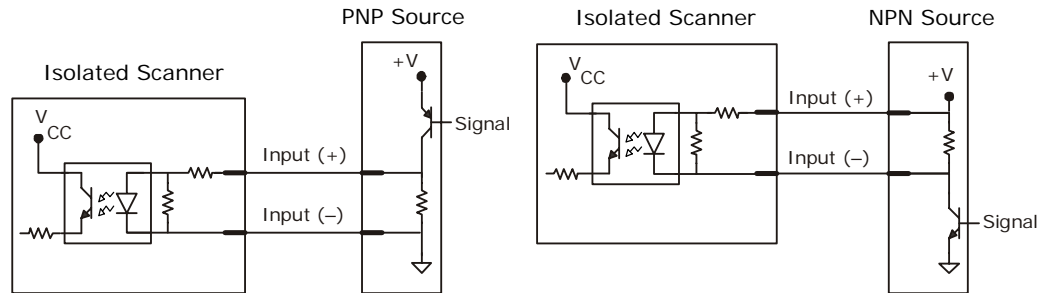 PNP Source
Isolated Scanner
+V
V
CC
Signal
Input (+)
Input (−)
Isolated Scanner
NPN Source
V
CC
+V
Input (+)
Input (−)
Signal